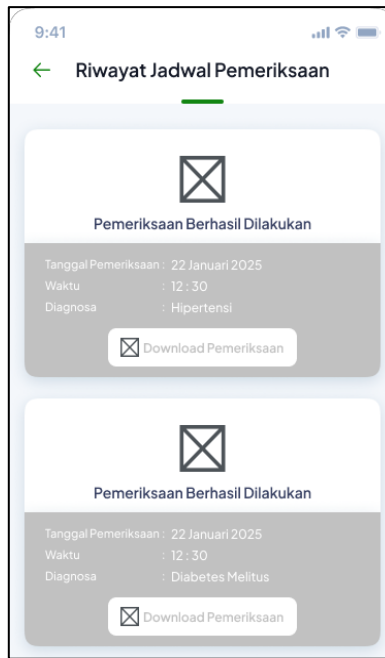 9:41
Riwayat Jadwal Pemeriksaan
Pemeriksaan Berhasil Dilakukan
Tanggal Pemeriksaan : 22 Januari 2025
Waktu : 12 : 30
Diagnosa : Hipertensi
Download Pemeriksaan
Pemeriksaan Berhasil Dilakukan
Tanggal Pemeriksaan : 22 Januari 2025
Waktu : 12 : 30
Diagnosa : Diabetes Melitus
Download Pemeriksaan